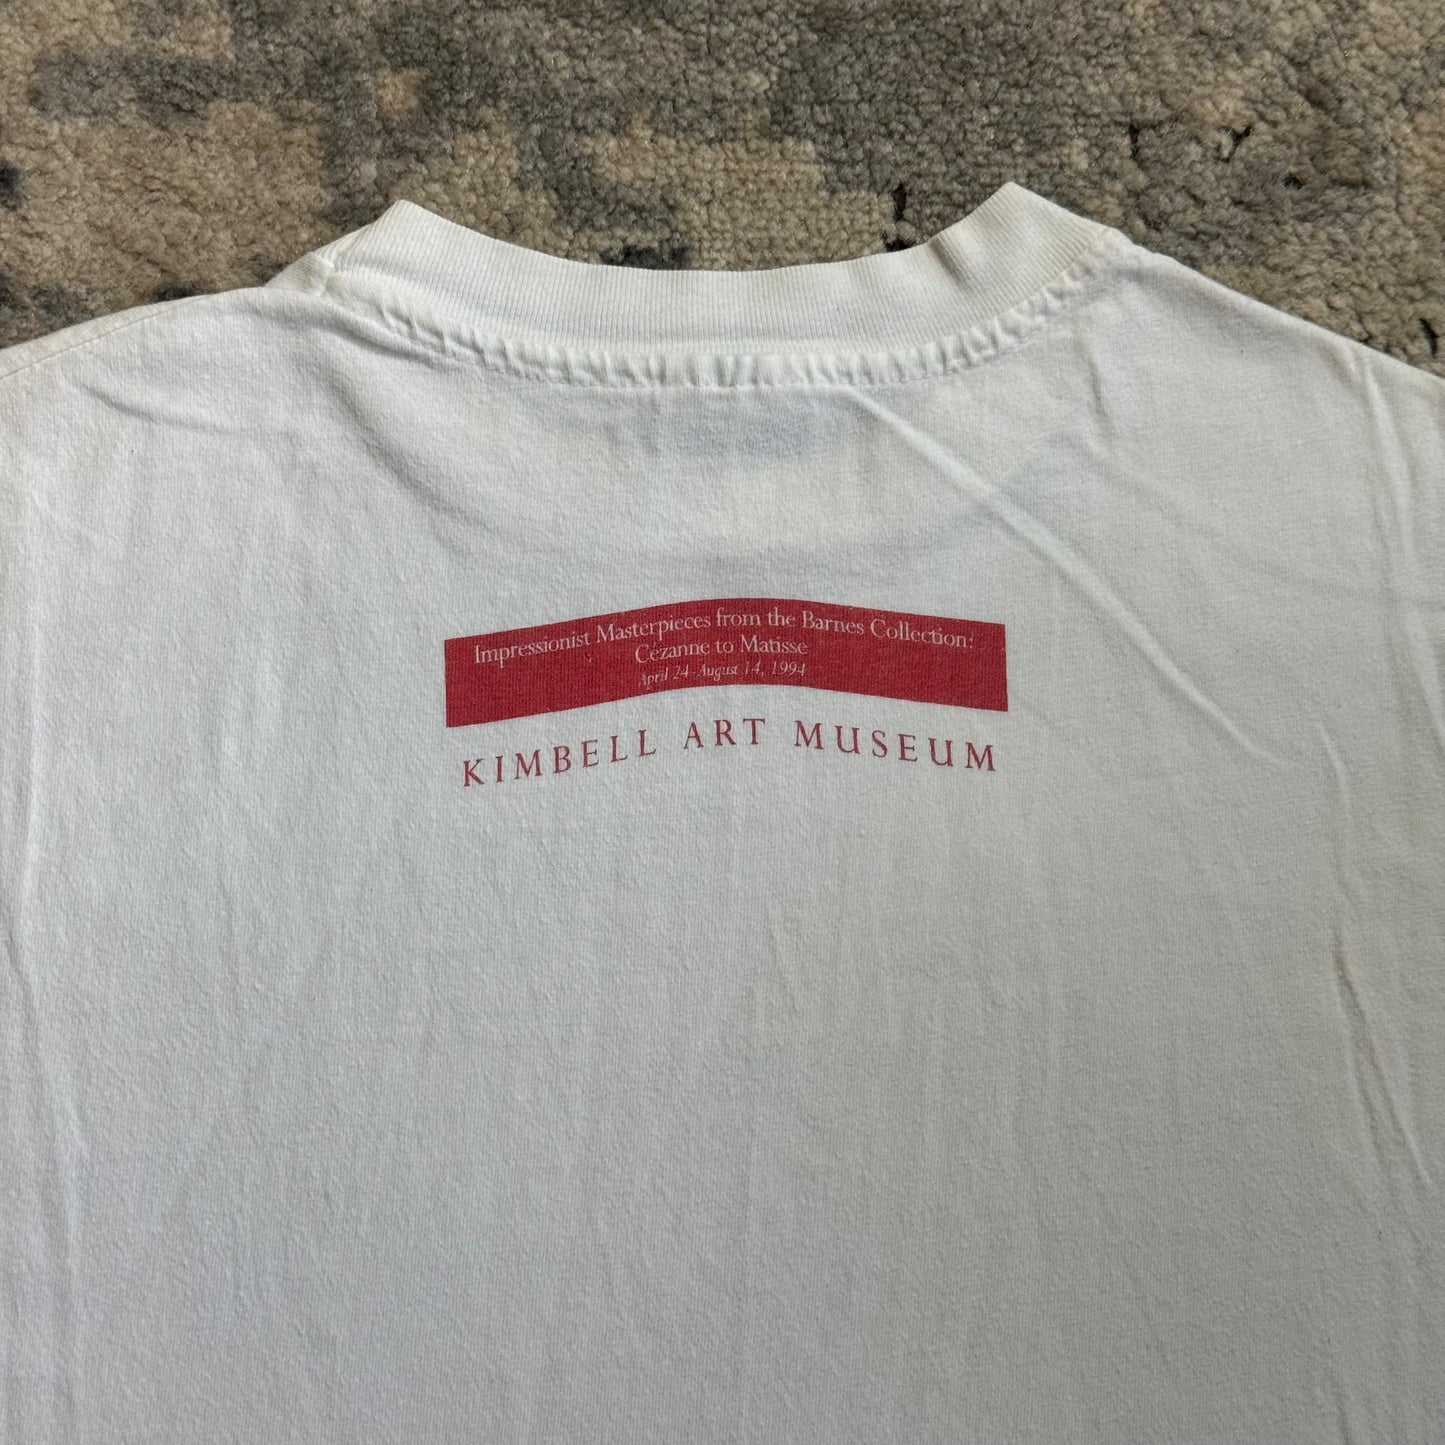 Impressionist Masterpieces from the Barnes Collection:
Cézanne to Matisse
April 24-August 14, 1994
KIMBELL ART MUSEUM